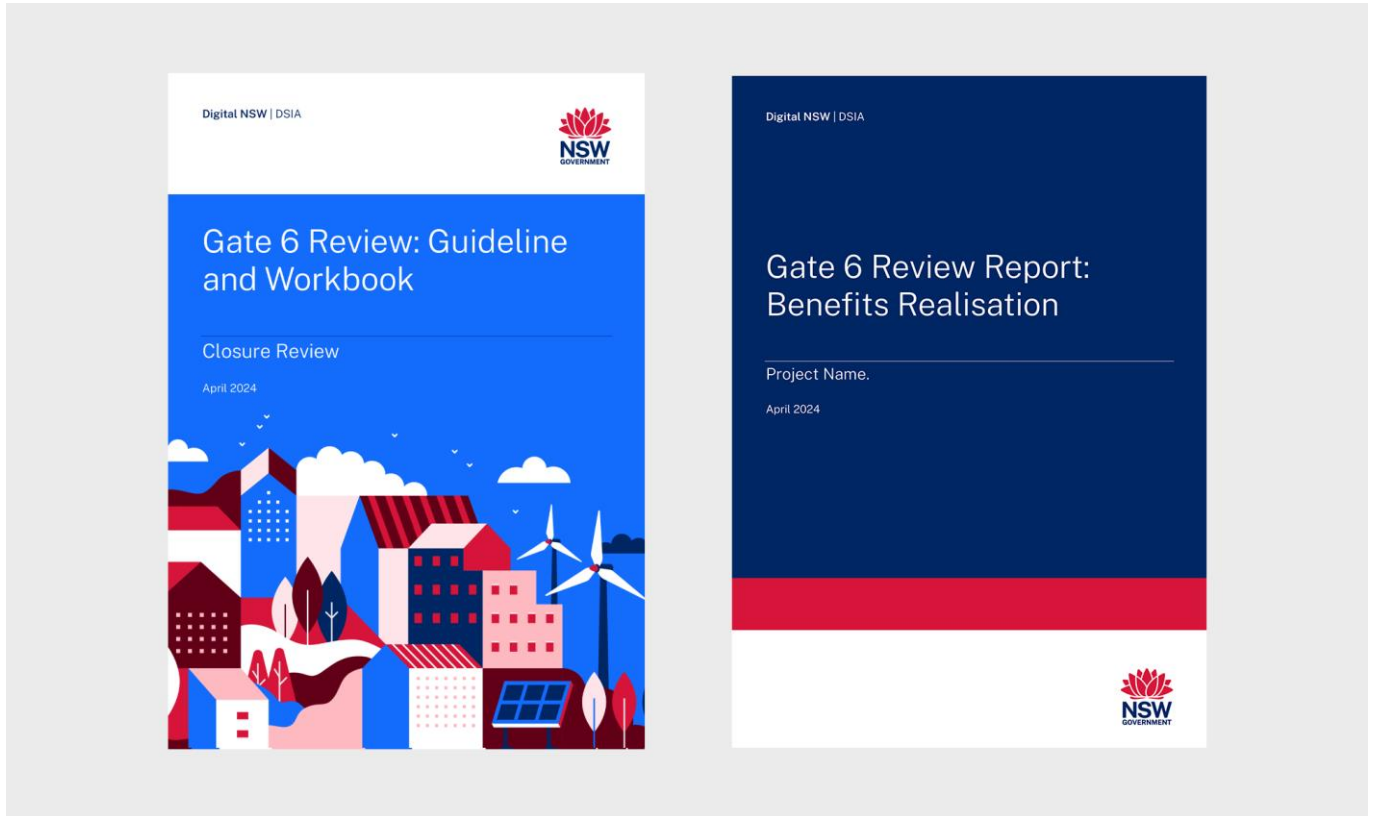 Digital NSW | DSIA
NSW
GOVERNMENT
Gate 6 Review: Guideline
and Workbook
Closure Review
April 2024
Digital NSW | DSIA
Gate 6 Review Report:
Benefits Realisation
Project Name.
April 2024
NSW
GOVERNMENT